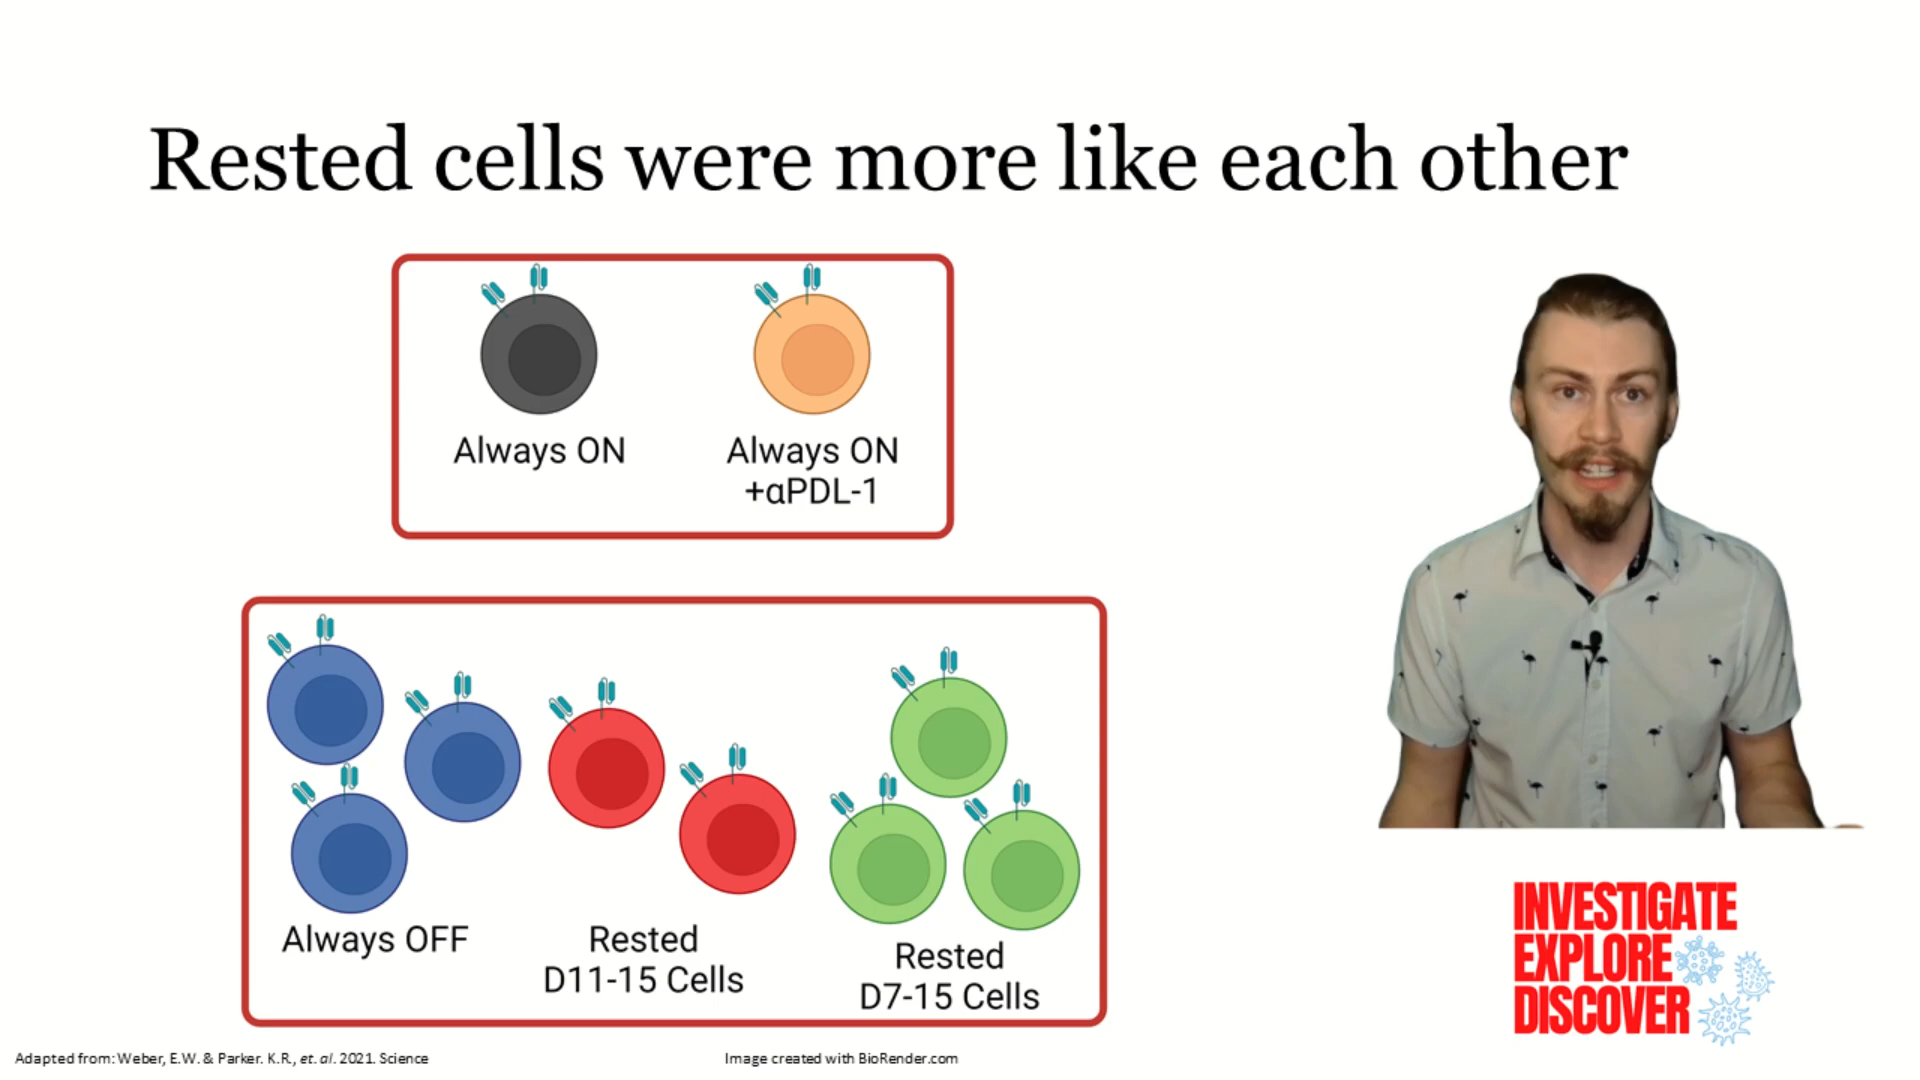 Rested cells were more like each other
Always ON
Always ON
+αPDL-1
Always OFF
Rested
D11-15 Cells
Rested
D7-15 Cells
INVESTIGATE
EXPLORE
DISCOVER
Adapted from: Weber, E.W. & Parker. K.R., et. al. 2021. Science
Image created with BioRender.com